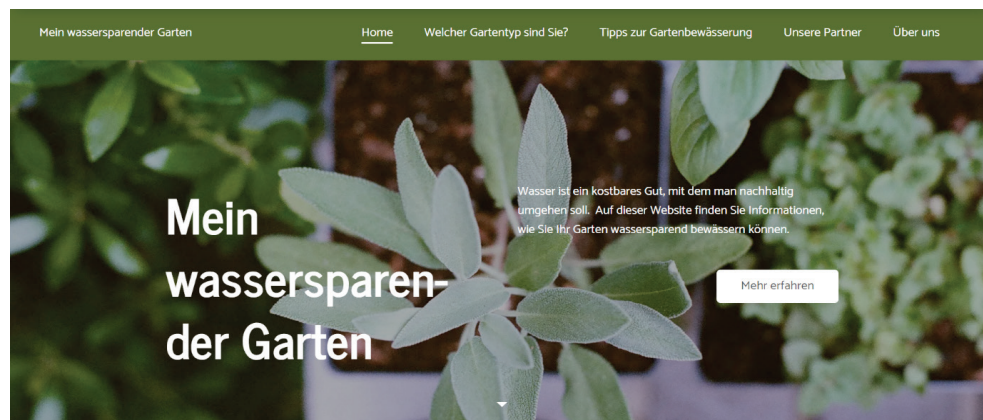 Mein wassersparender Garten
Home
Welcher Gartentyp sind Sie?
Tipps zur Gartenbewässerung
Unsere Partner
Über uns
Mein
wassersparen-
der Garten
Wasser ist ein kostbares Gut, mit dem man nachhaltig
umgehen soll. Auf dieser Website finden Sie Informationen,
wie Sie Ihr Garten wassersparend bewässern können.
Mehr erfahren